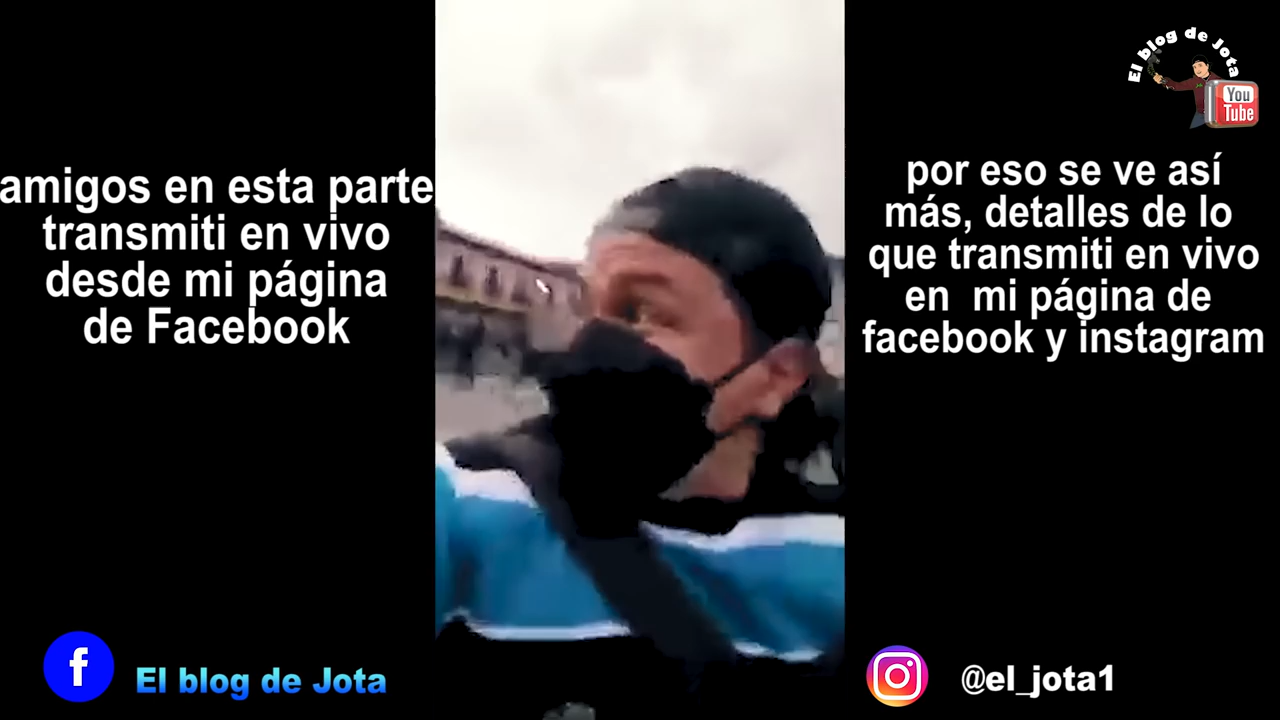 amigos en esta parte
transmiti en vivo
desde mi página
de Facebook
El blog de Jota
You
Tube
por eso se ve así
más, detalles de lo
que transmiti en vivo
en mi página de
facebook y instagram
f
El blog de Jota
@el_jota1